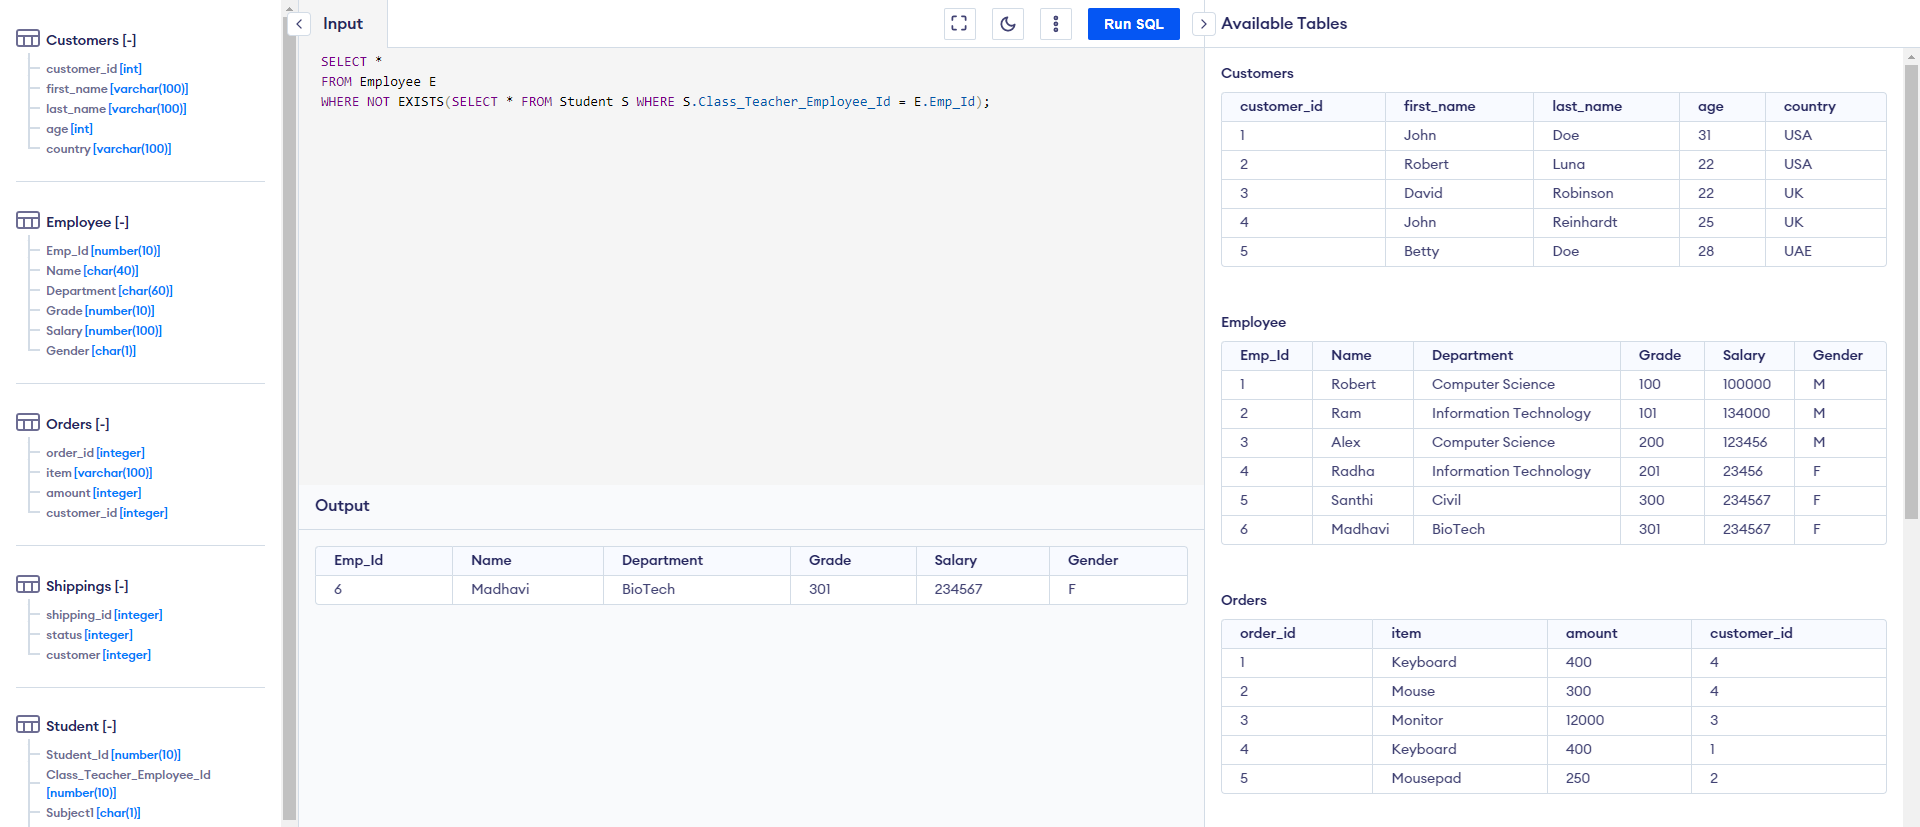 Customers [-]
customer_id [int]
first_name [varchar(100)]
last_name [varchar(100)]
age [int]
country [varchar(100)]
Employee [-]
Emp_Id [number(10)]
Name [char(40)]
Department [char(60)]
Grade [number(10)]
Salary [number(100)]
Gender [char(1)]
Orders [-]
order_id [integer]
item [varchar(100)]
amount [integer]
customer_id [integer]
Shippings [-]
shipping_id [integer]
status [integer]
customer [integer]
Student [-]
Student_Id [number(10)]
Class_Teacher_Employee_Id
[number(10)]
Subject1 [char(1)]
Input
Run SQL
SELECT *
FROM Employee E
WHERE NOT EXISTS(SELECT * FROM Student S WHERE S.Class_Teacher_Employee_Id = E.Emp_Id);
Output
Emp_Id Name Department Grade Salary Gender
6 Madhavi BioTech 301 234567 F
Available Tables
Customers
customer_id first_name last_name age country
1 John Doe 31 USA
2 Robert Luna 22 USA
3 David Robinson 22 UK
4 John Reinhardt 25 UK
5 Betty Doe 28 UAE
Employee
Emp_Id Name Department Grade Salary Gender
1 Robert Computer Science 100 100000 M
2 Ram Information Technology 101 134000 M
3 Alex Computer Science 200 123456 M
4 Radha Information Technology 201 23456 F
5 Santhi Civil 300 234567 F
6 Madhavi BioTech 301 234567 F
Orders
order_id item amount customer_id
1 Keyboard 400 4
2 Mouse 300 4
3 Monitor 12000 3
4 Keyboard 400 1
5 Mousepad 250 2